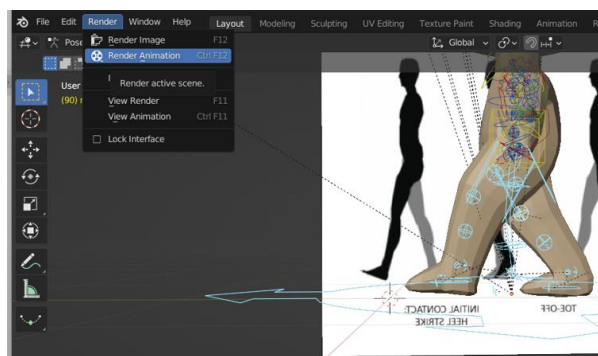 File Edit Render Window Help Layout Modeling Sculpting UV Editing Texture Paint Shading Animation
Pose Global
Render Image F12
Render Animation Ctrl F12
Render active scene.
User
(90)
View Render F11
View Animation Ctrl F11
Lock Interface
INITIAL CONTACT: TOE-OFF
HEEL STRIKE